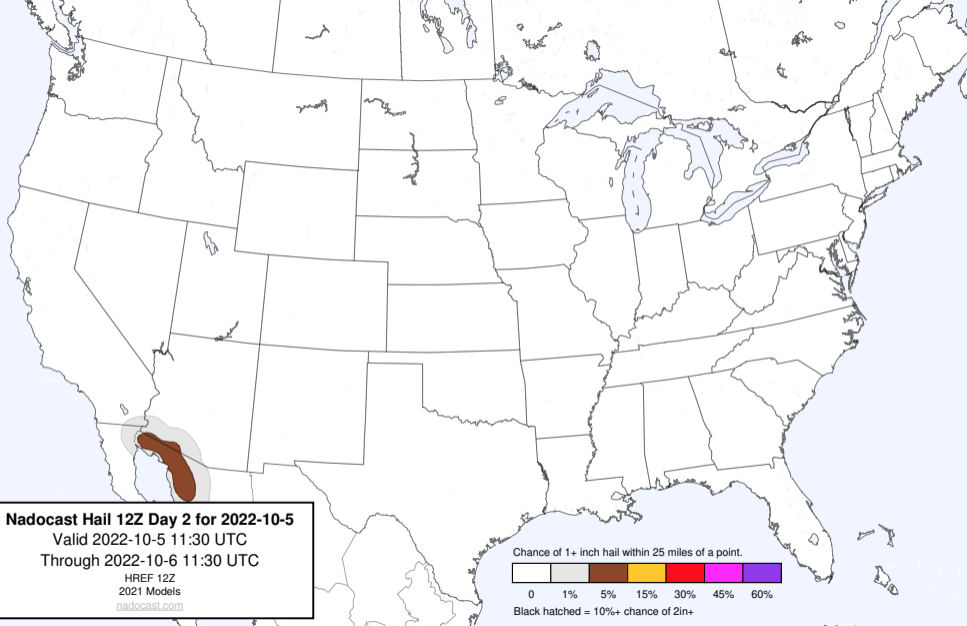 Nadocast Hail 12Z Day 2 for 2022-10-5
Valid 2022-10-5 11:30 UTC
Through 2022-10-6 11:30 UTC
HREF 12Z
2021 Models
nadocast.com
Chance of 1+ inch hail within 25 miles of a point.
0 1% 5% 15% 30% 45% 60%
Black hatched = 10%+ chance of 2in+